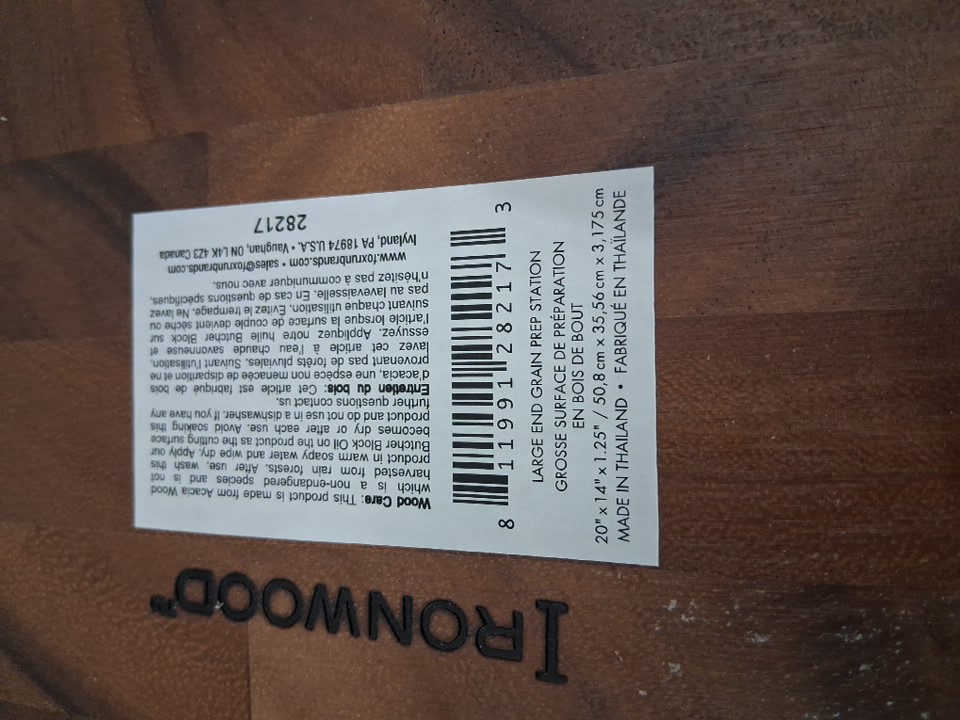 IRONWOOD™
Wood Care: This product is made from Acacia Wood
which is a non-endangered species and is not
harvested from rain forests. After use, wash this
product in warm soapy water and wipe dry. Apply our
Butcher Block Oil on the product as the cutting surface
becomes dry or after each use. Avoid soaking this
product and do not use in a dishwasher. If you have any
further questions contact us.
Entretien du bois: Cet article est fabriqué de bois
d'acacia, une espèce non menacée de disparition et ne
provenant pas de forêts pluviales. Suivant l'utilisation,
lavez cet article à l'eau chaude savonneuse et
essuyez. Appliquez notre huile Butcher Block sur
l'article lorsque la surface de coupe devient sèche ou
suivant chaque utilisation. Évitez le trempage. Ne lavez
pas au lavevaisselle. En cas de questions spécifiques,
n'hésitez pas à communiquer avec nous.
www.foxrunbrands.com • sales@foxrunbrands.com
Ivyland, PA 18974 U.S.A. • Vaughan, ON L4K 4Z3 Canada
28217
8 11991 28217 3
LARGE END GRAIN PREP STATION
GROSSE SURFACE DE PRÉPARATION
EN BOIS DE BOUT
20" x 14" x 1.25" / 50,8 cm x 35,56 cm x 3,175 cm
MADE IN THAILAND • FABRIQUÉ EN THAÏLANDE